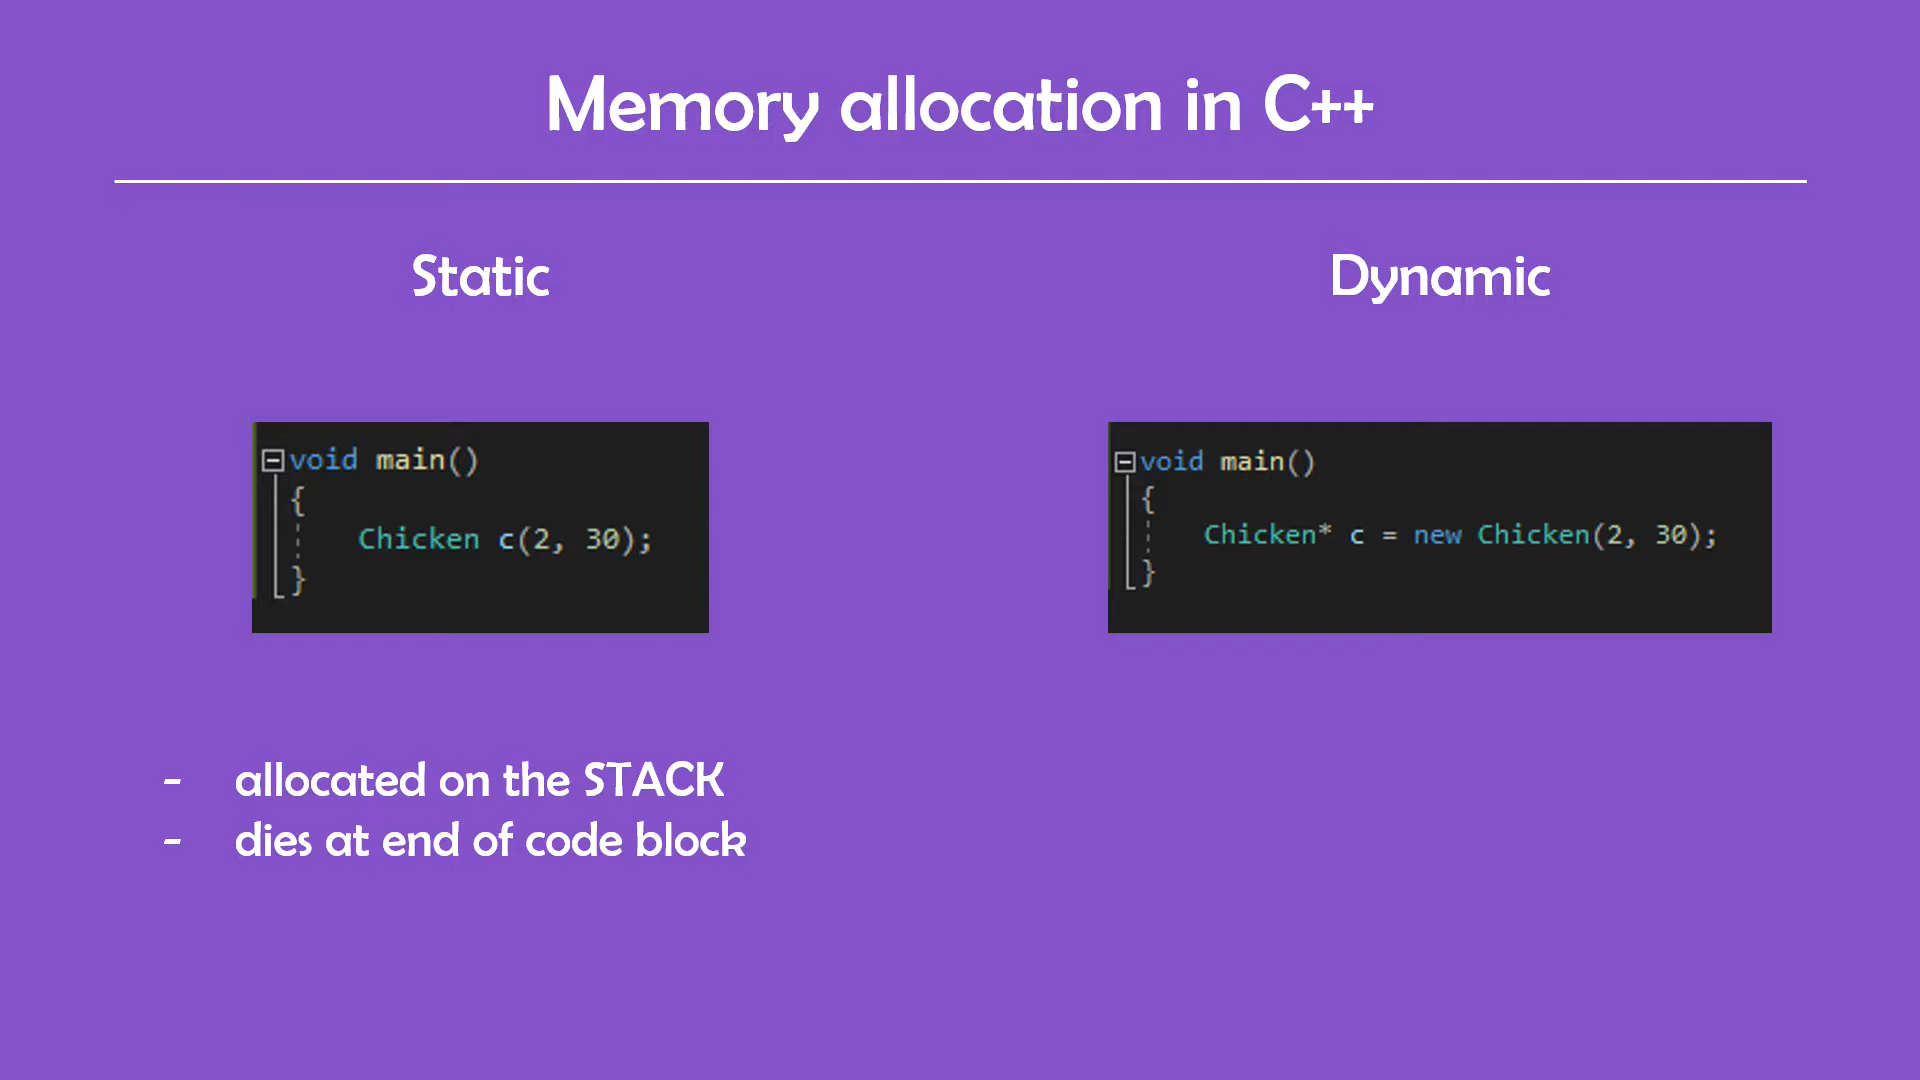 Memory allocation in C++
Static
void main()
{
Chicken c(2, 30);
}
- allocated on the STACK
- dies at end of code block
Dynamic
void main()
{
Chicken* c = new Chicken(2, 30);
}